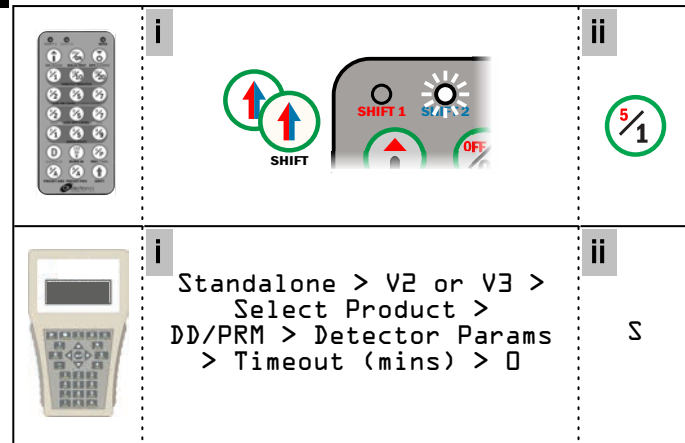 i
ii
SHIFT 1
SHIFT 2
OFF
SHIFT
5/1
i
ii
Standalone > V2 or V3 >
Select Product >
DD/PRM > Detector Params
> Timeout (mins) > 0
S